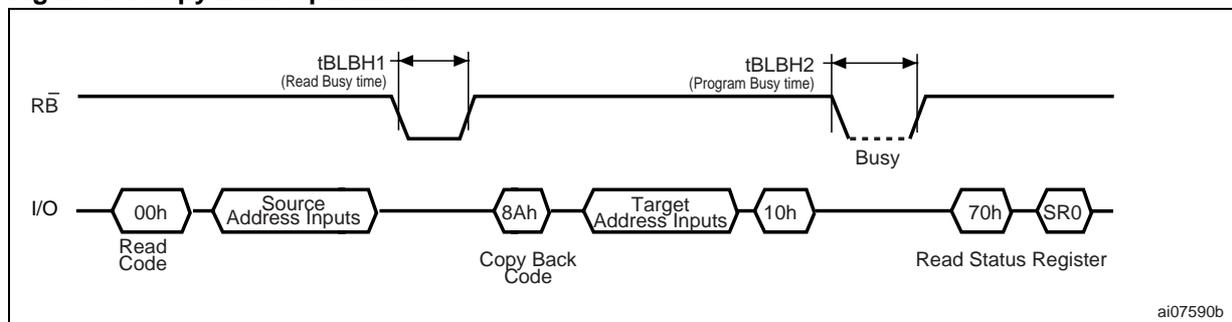 tBLBH1
(Read Busy time)
tBLBH2
(Program Busy time)
RB̅
Busy
I/O
00h
Source
Address Inputs
8Ah
Target
Address Inputs
10h
70h
SR0
Read
Code
Copy Back
Code
Read Status Register
ai07590b